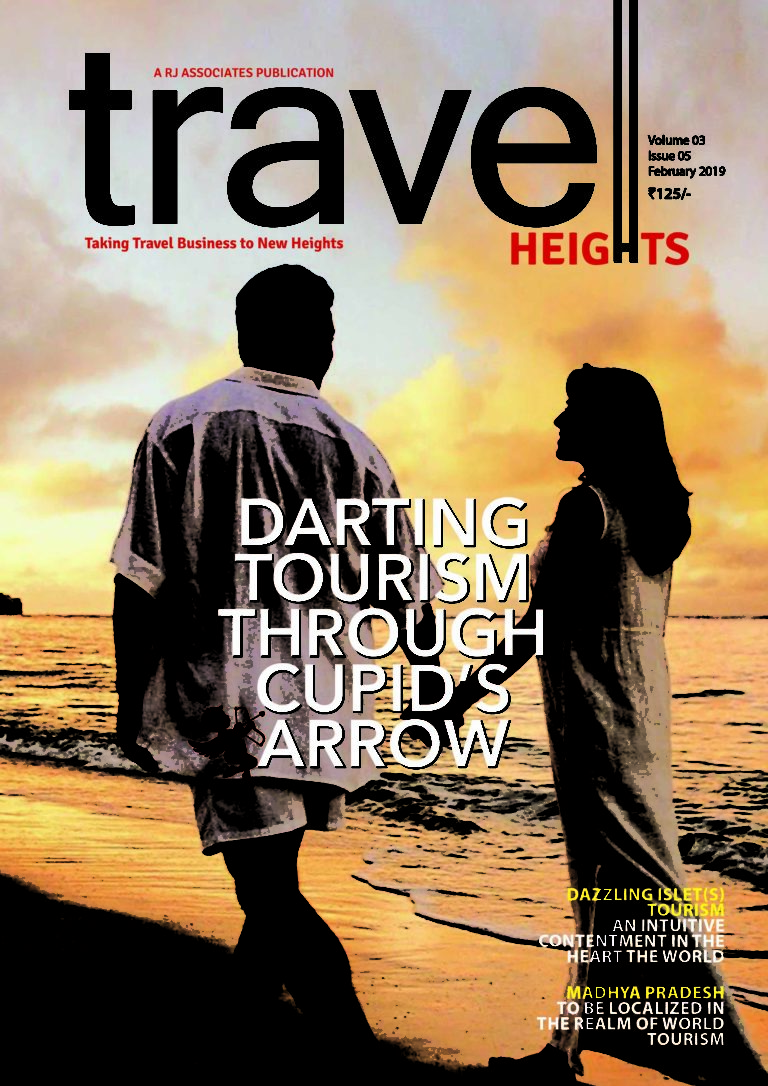 A RJ ASSOCIATES PUBLICATION
travel
Volume 03
Issue 05
February 2019
₹125/-
Taking Travel Business to New Heights
HEIGHTS
DARTING
TOURISM
THROUGH
CUPID'S
ARROW
DAZZLING ISLET(S)
TOURISM
AN INTUITIVE
CONTENTMENT IN THE
HEART THE WORLD
MADHYA PRADESH
TO BE LOCALIZED IN
THE REALM OF WORLD
TOURISM